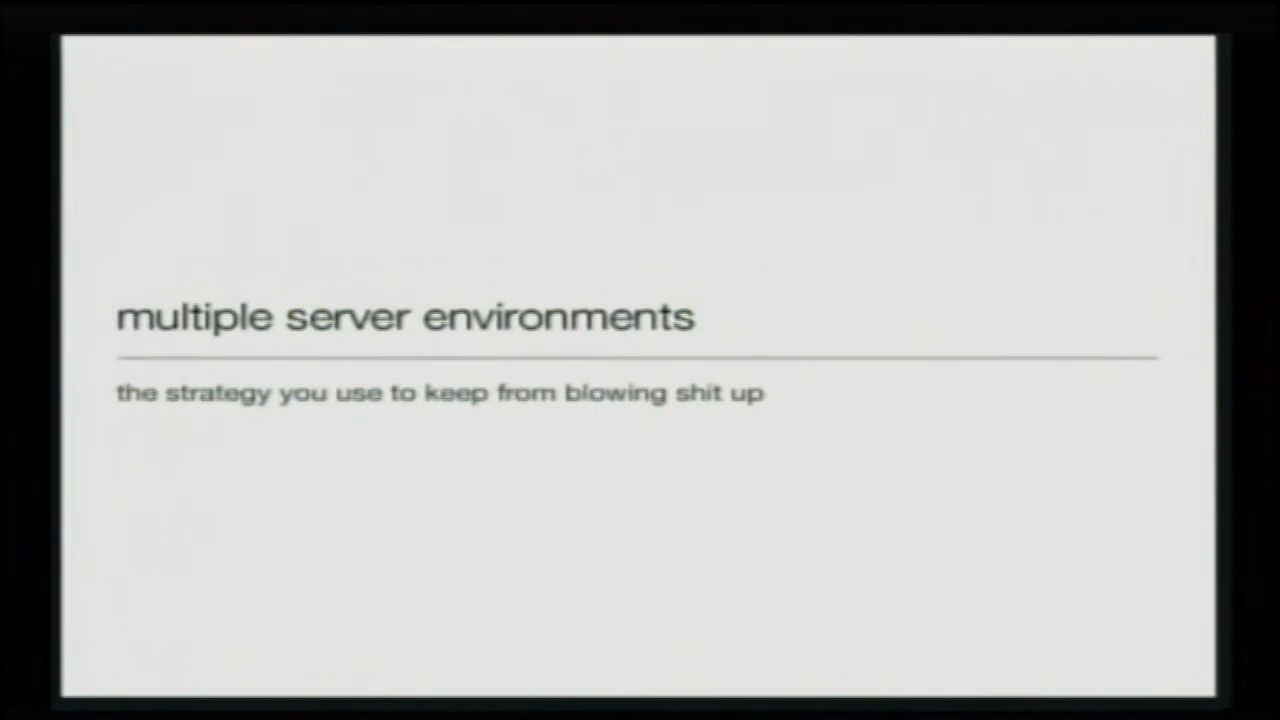 multiple server environments
the strategy you use to keep from blowing shit up